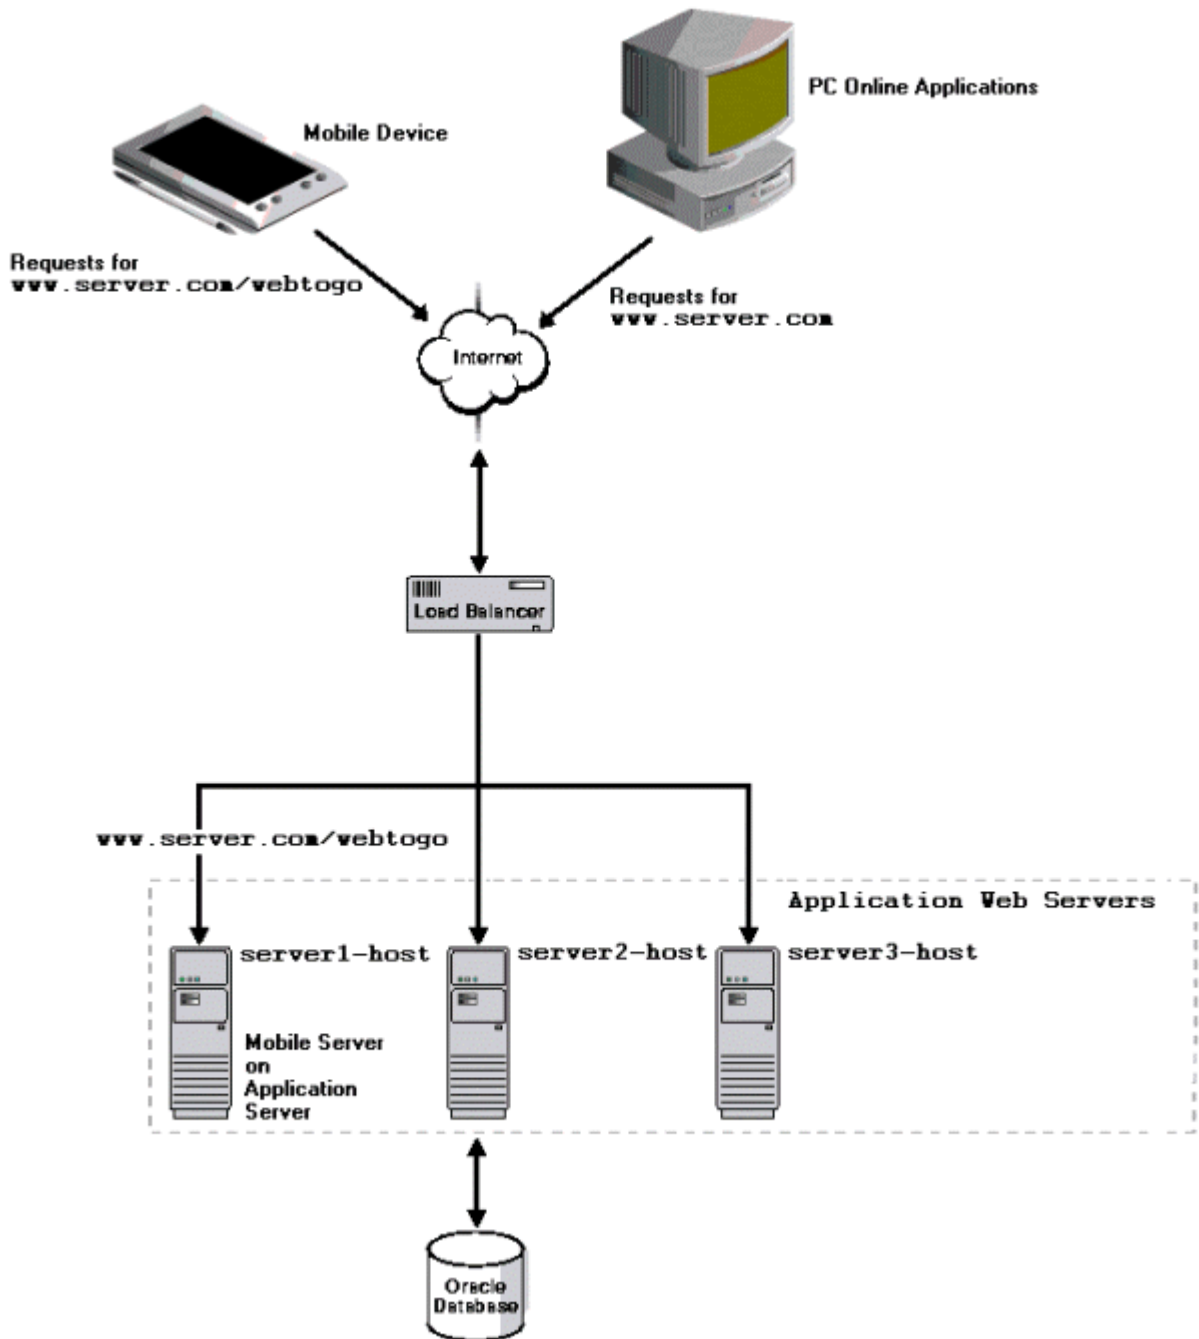 PC Online Applications
Mobile Device
Requests for
www.server.com/webtogo
Requests for
www.server.com
Internet
Load Balancer
www.server.com/webtogo
Application Web Servers
server1-host
server2-host
server3-host
Mobile Server
on
Application
Server
Oracle
Database